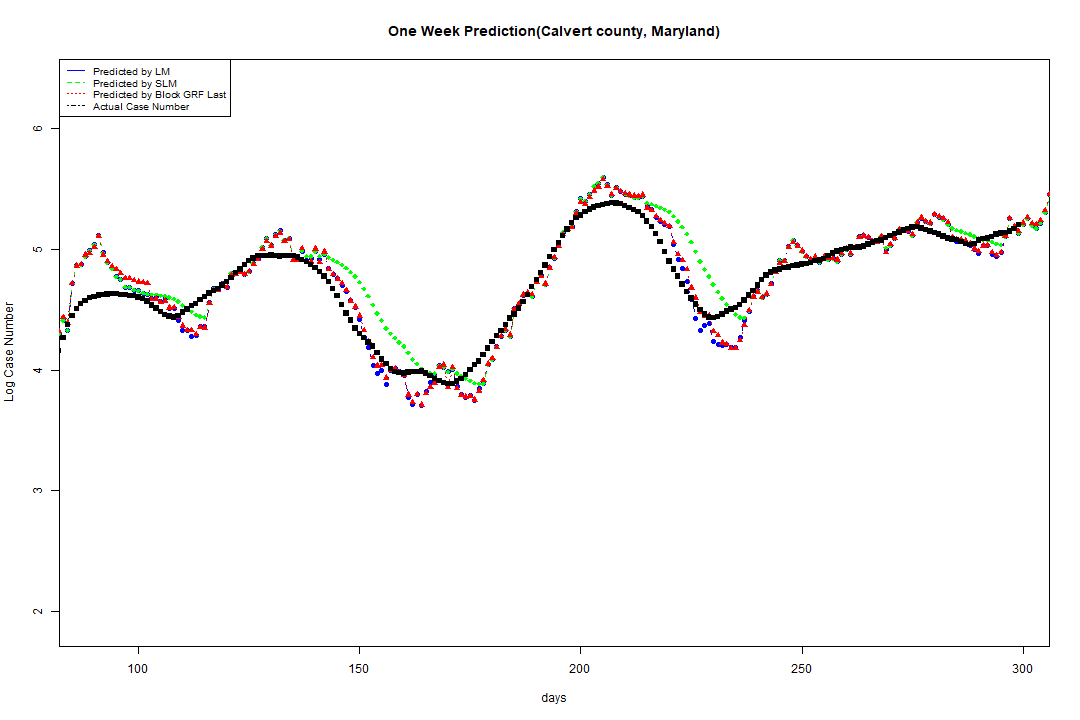 One Week Prediction(Calvert county, Maryland)
Predicted by LM
Predicted by SLM
Predicted by Block GRF Last
Actual Case Number
6
5
4
3
2
Log Case Number
100 150 200 250 300
days